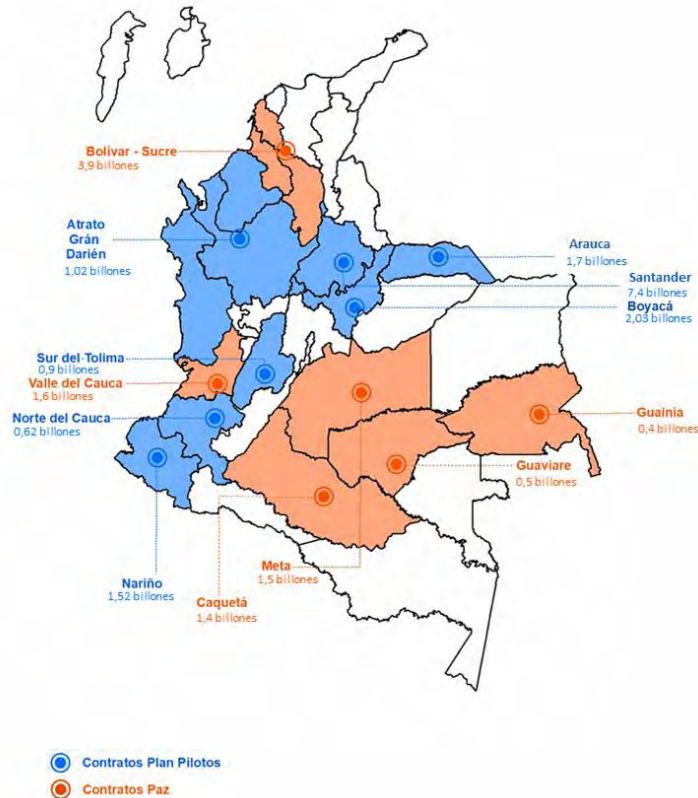 Bolivar - Sucre
3,9 billones
Atrato
Grán
Darién
1,02 billones
Arauca
1,7 billones
Santander
7,4 billones
Boyacá
2,03 billones
Sur del Tolima
0,9 billones
Valle del Cauca
1,6 billones
Norte del Cauca
0,62 billones
Guainia
0,4 billones
Guaviare
0,5 billones
Meta
1,5 billones
Nariño
1,52 billones
Caquetá
1,4 billones
Contratos Plan Pilotos
Contratos Paz